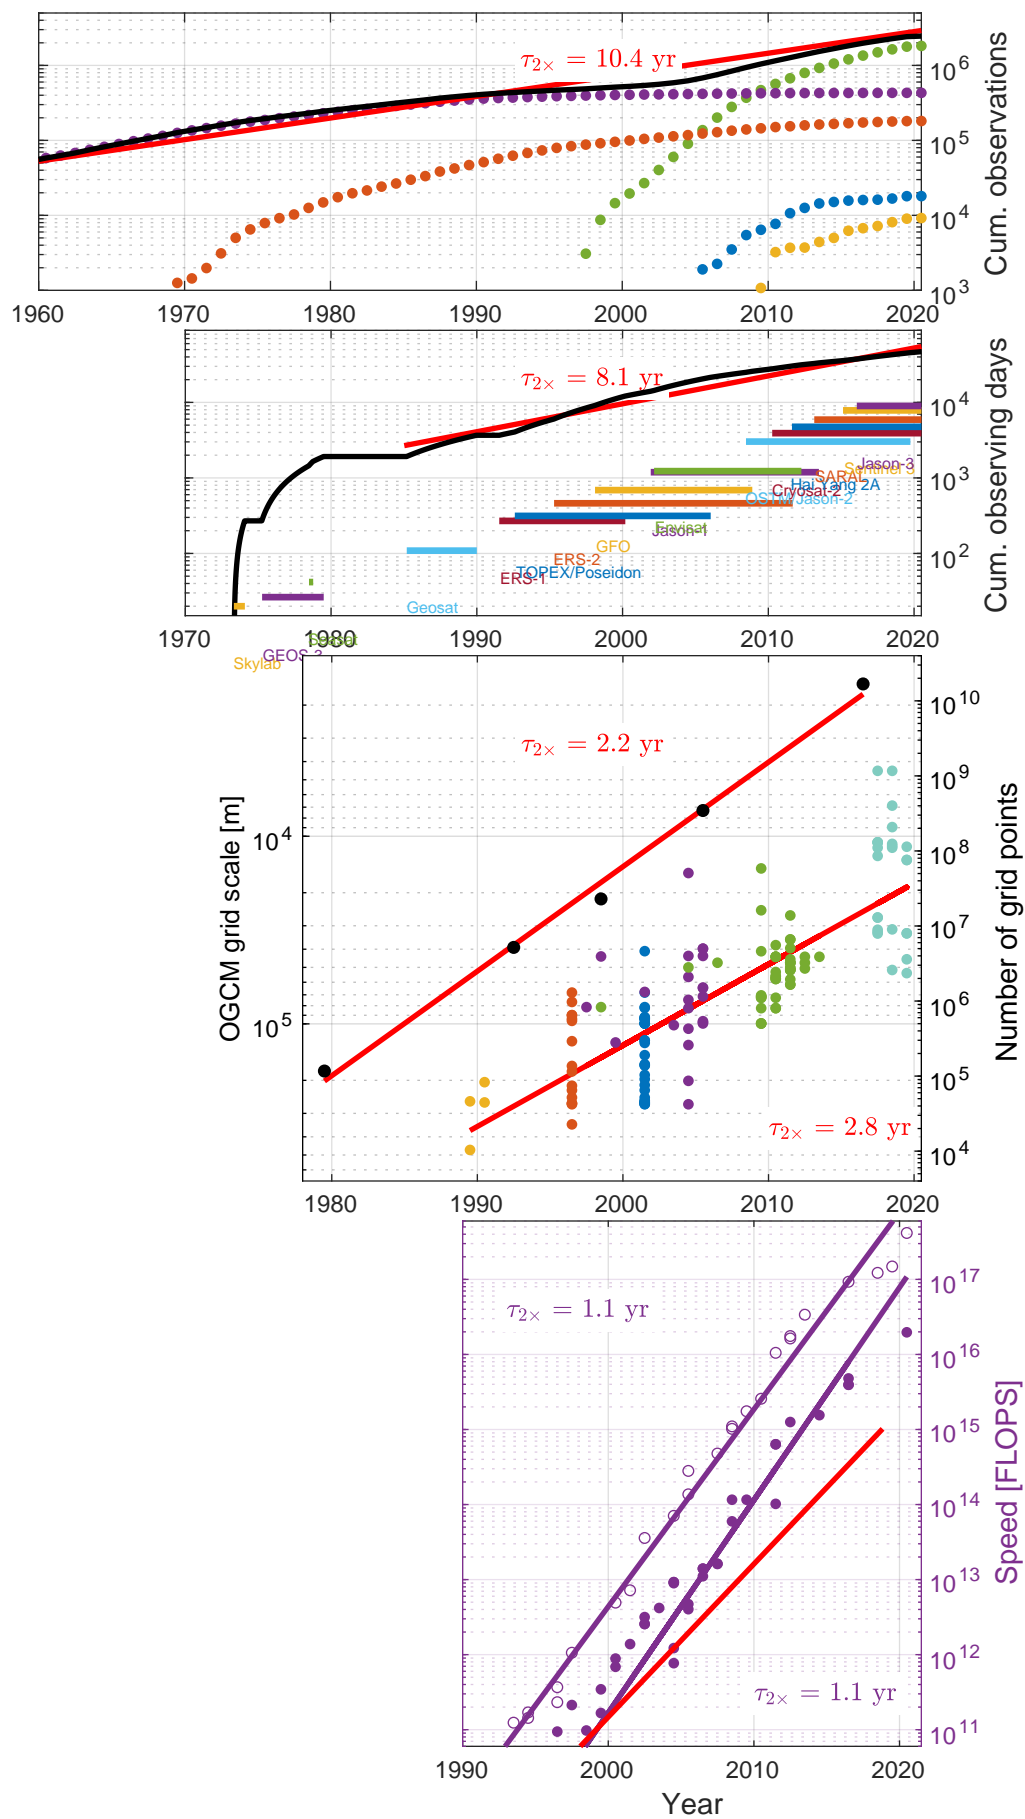 τ2× = 10.4 yr
10^6
10^5
10^4
10^3
Cum. observations
1960 1970 1980 1990 2000 2010 2020
τ2× = 8.1 yr
10^4
10^3
10^2
Cum. observing days
Jason-3
Sentinel 3
SARAL
Hai Yang 2A
Cryosat-2
OSTM/Jason-2
Envisat
Jason-1
GFO
ERS-2
TOPEX/Poseidon
ERS-1
Geosat
Seasat
GEOS-3
Skylab
1970 1980 1990 2000 2010 2020
τ2× = 2.2 yr
OGCM grid scale [m]
10^4
10^5
10^10
10^9
10^8
10^7
10^6
10^5
10^4
Number of grid points
τ2× = 2.8 yr
1980 1990 2000 2010 2020
τ2× = 1.1 yr
10^17
10^16
10^15
10^14
10^13
10^12
10^11
Speed [FLOPS]
τ2× = 1.1 yr
1990 2000 2010 2020
Year